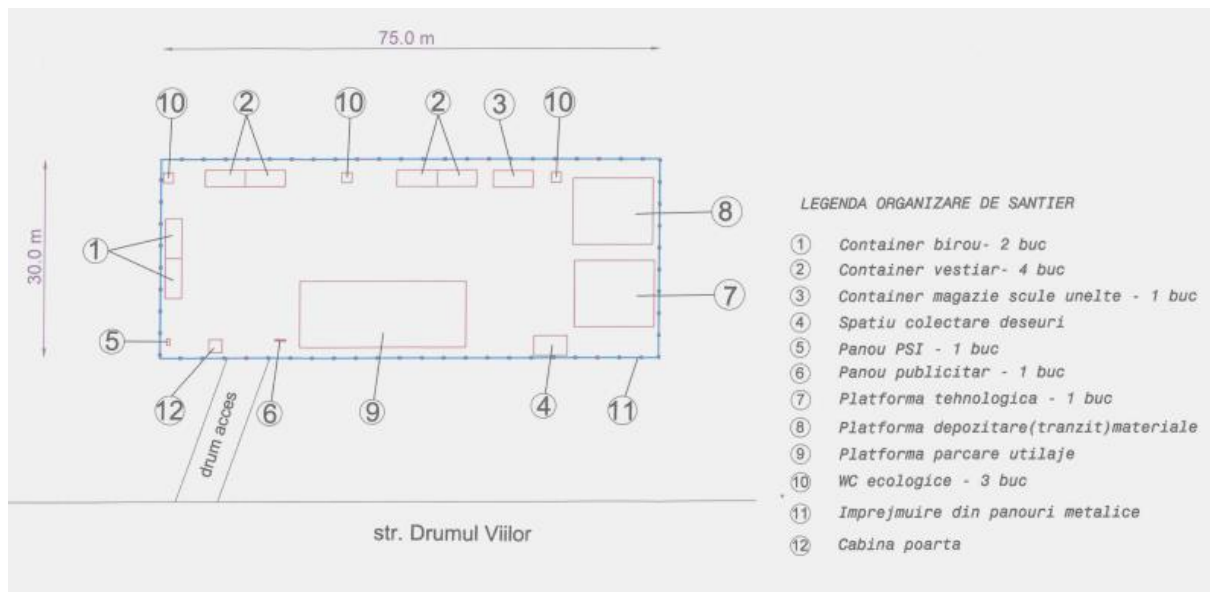 75.0 m
10 2 10 2 3 10
30.0 m
1
8
7
5
12
6
9
4
11
drum acces
str. Drumul Viilor
LEGENDA ORGANIZARE DE SANTIER
1 Container birou- 2 buc
2 Container vestiar- 4 buc
3 Container magazie scule unelte - 1 buc
4 Spatiu colectare deseuri
5 Panou PSI - 1 buc
6 Panou publicitar - 1 buc
7 Platforma tehnologica - 1 buc
8 Platforma depozitare(tranzit)materiale
9 Platforma parcare utilaje
10 WC ecologice - 3 buc
11 Imprejmuire din panouri metalice
12 Cabina poarta